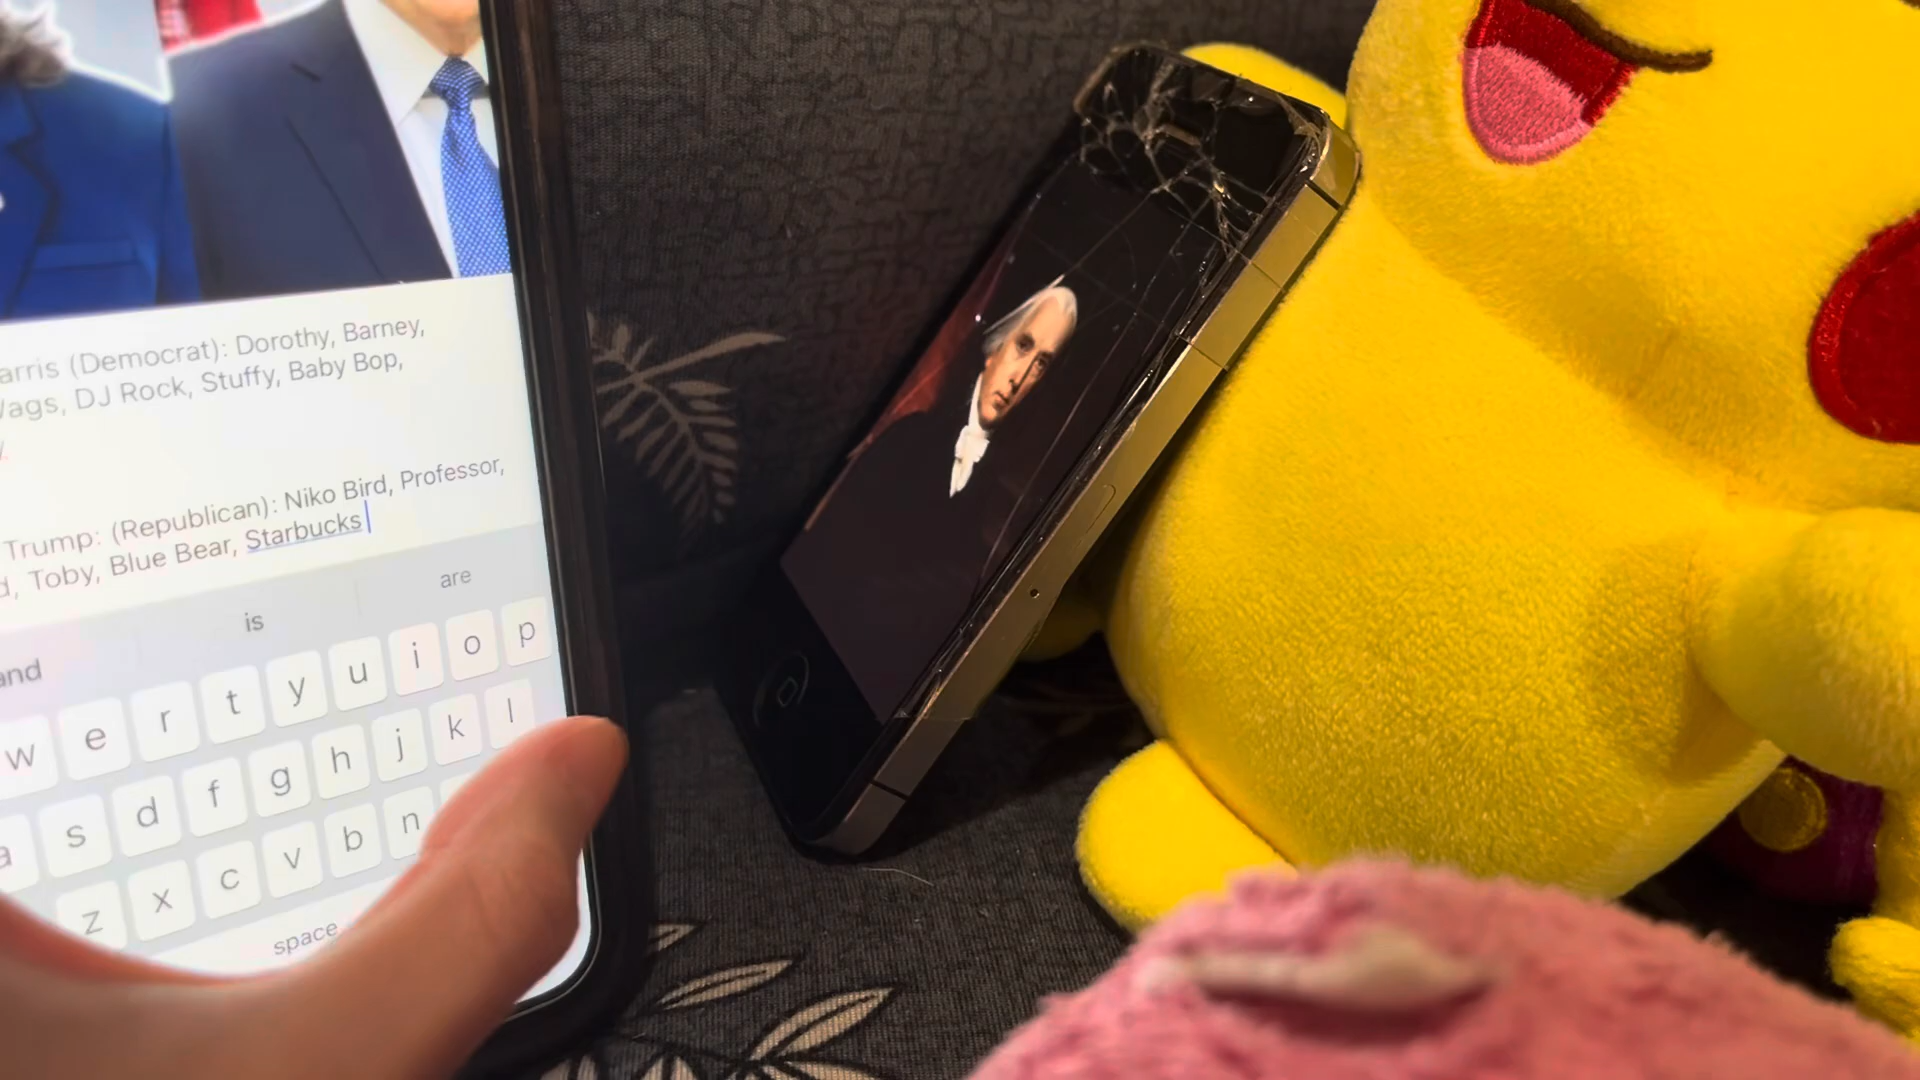 arris (Democrat): Dorothy, Barney,
Wags, DJ Rock, Stuffy, Baby Bop,
Trump: (Republican): Niko Bird, Professor,
d, Toby, Blue Bear, Starbucks
and is are
w e r t y u i o p
a s d f g h j k l
z x c v b n
space